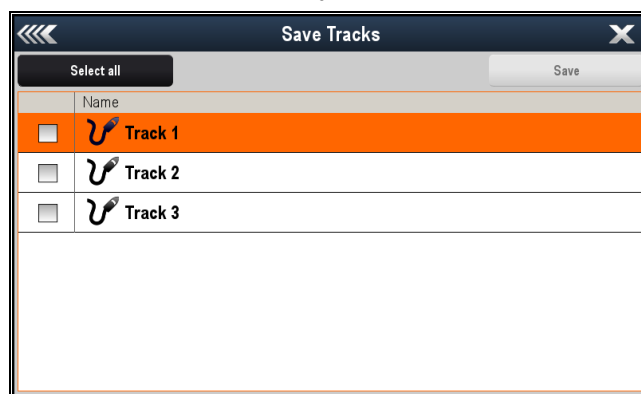 Save Tracks
Select all
Save
Name
Track 1
Track 2
Track 3